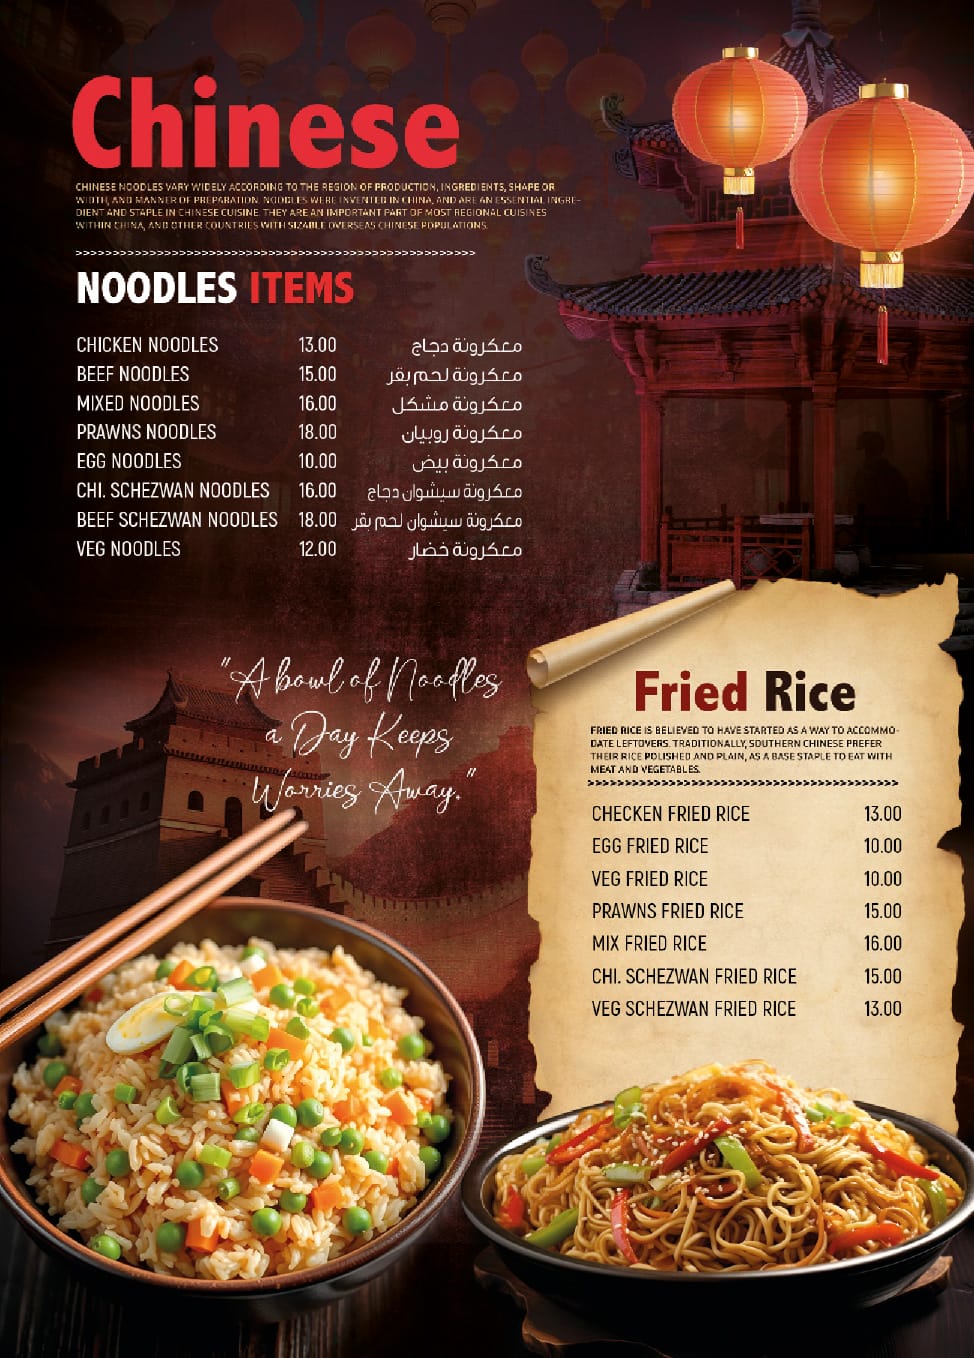 Chinese
CHINESE NOODLES VARY WIDELY ACCORDING TO THE REGION OF PRODUCTION, INGREDIENTS, SHAPE OR
WIDTH, AND MANNER OF PREPARATION. NOODLES WERE INVENTED IN CHINA, AND ARE AN ESSENTIAL INGRE-
DIENT AND STAPLE IN CHINESE CUISINE. THEY ARE AN IMPORTANT PART OF MOST REGIONAL CUISINES
WITHIN CHINA, AND OTHER COUNTRIES WITH SIZABLE OVERSEAS CHINESE POPULATIONS.
NOODLES ITEMS
CHICKEN NOODLES 13.00 معكرونة دجاج
BEEF NOODLES 15.00 معكرونة لحم بقر
MIXED NOODLES 16.00 معكرونة مشكل
PRAWNS NOODLES 18.00 معكرونة روبيان
EGG NOODLES 10.00 معكرونة بيض
CHI. SCHEZWAN NOODLES 16.00 معكرونة سيشوان دجاج
BEEF SCHEZWAN NOODLES 18.00 معكرونة سيشوان لحم بقر
VEG NOODLES 12.00 معكرونة خضار
"A bowl of Noodles
a Day Keeps
Worries Away."
Fried Rice
FRIED RICE IS BELIEVED TO HAVE STARTED AS A WAY TO ACCOMMO-
DATE LEFTOVERS. TRADITIONALLY, SOUTHERN CHINESE PREFER
THEIR RICE POLISHED AND PLAIN, AS A BASE STAPLE TO EAT WITH
MEAT AND VEGETABLES.
CHECKEN FRIED RICE 13.00
EGG FRIED RICE 10.00
VEG FRIED RICE 10.00
PRAWNS FRIED RICE 15.00
MIX FRIED RICE 16.00
CHI. SCHEZWAN FRIED RICE 15.00
VEG SCHEZWAN FRIED RICE 13.00